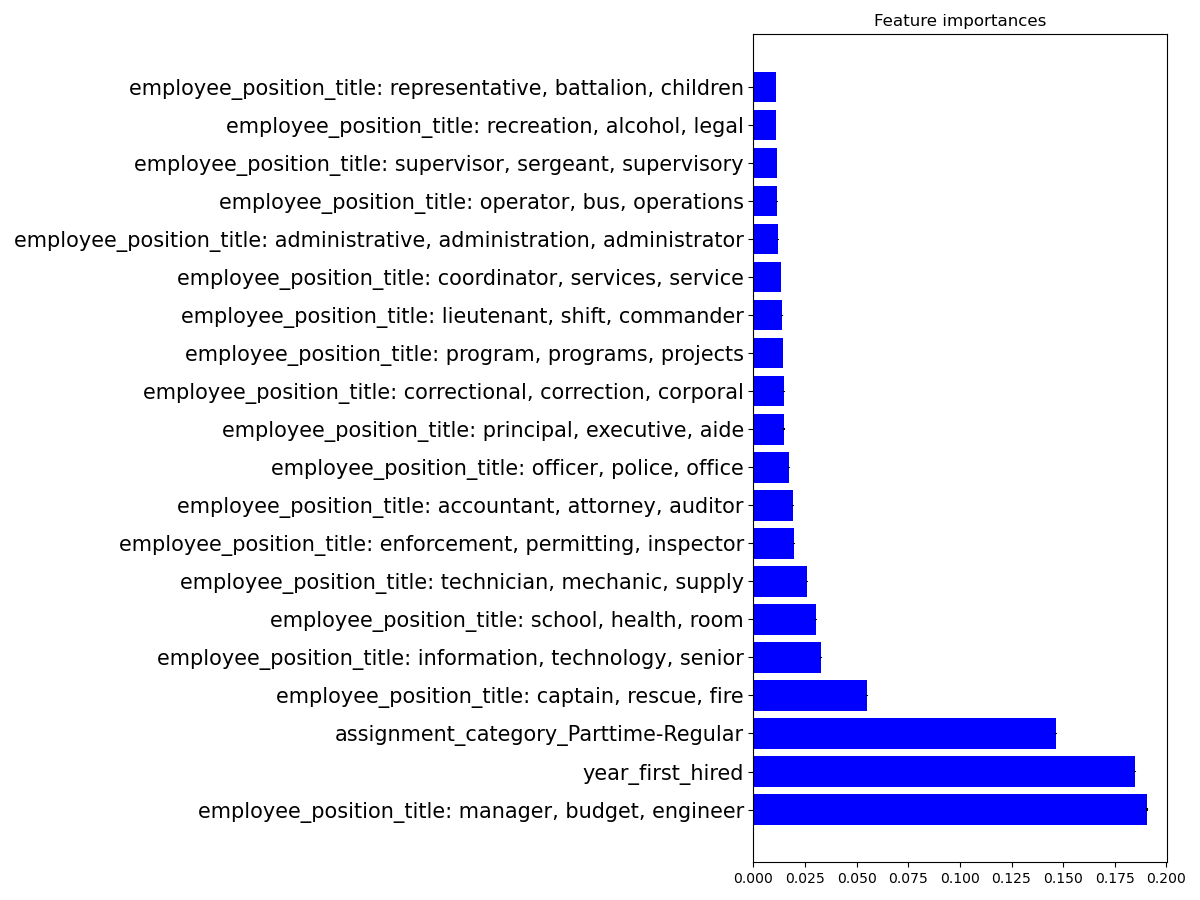 Feature importances
employee_position_title: representative, battalion, children
employee_position_title: recreation, alcohol, legal
employee_position_title: supervisor, sergeant, supervisory
employee_position_title: operator, bus, operations
employee_position_title: administrative, administration, administrator
employee_position_title: coordinator, services, service
employee_position_title: lieutenant, shift, commander
employee_position_title: program, programs, projects
employee_position_title: correctional, correction, corporal
employee_position_title: principal, executive, aide
employee_position_title: officer, police, office
employee_position_title: accountant, attorney, auditor
employee_position_title: enforcement, permitting, inspector
employee_position_title: technician, mechanic, supply
employee_position_title: school, health, room
employee_position_title: information, technology, senior
employee_position_title: captain, rescue, fire
assignment_category_Parttime-Regular
year_first_hired
employee_position_title: manager, budget, engineer
0.000 0.025 0.050 0.075 0.100 0.125 0.150 0.175 0.200